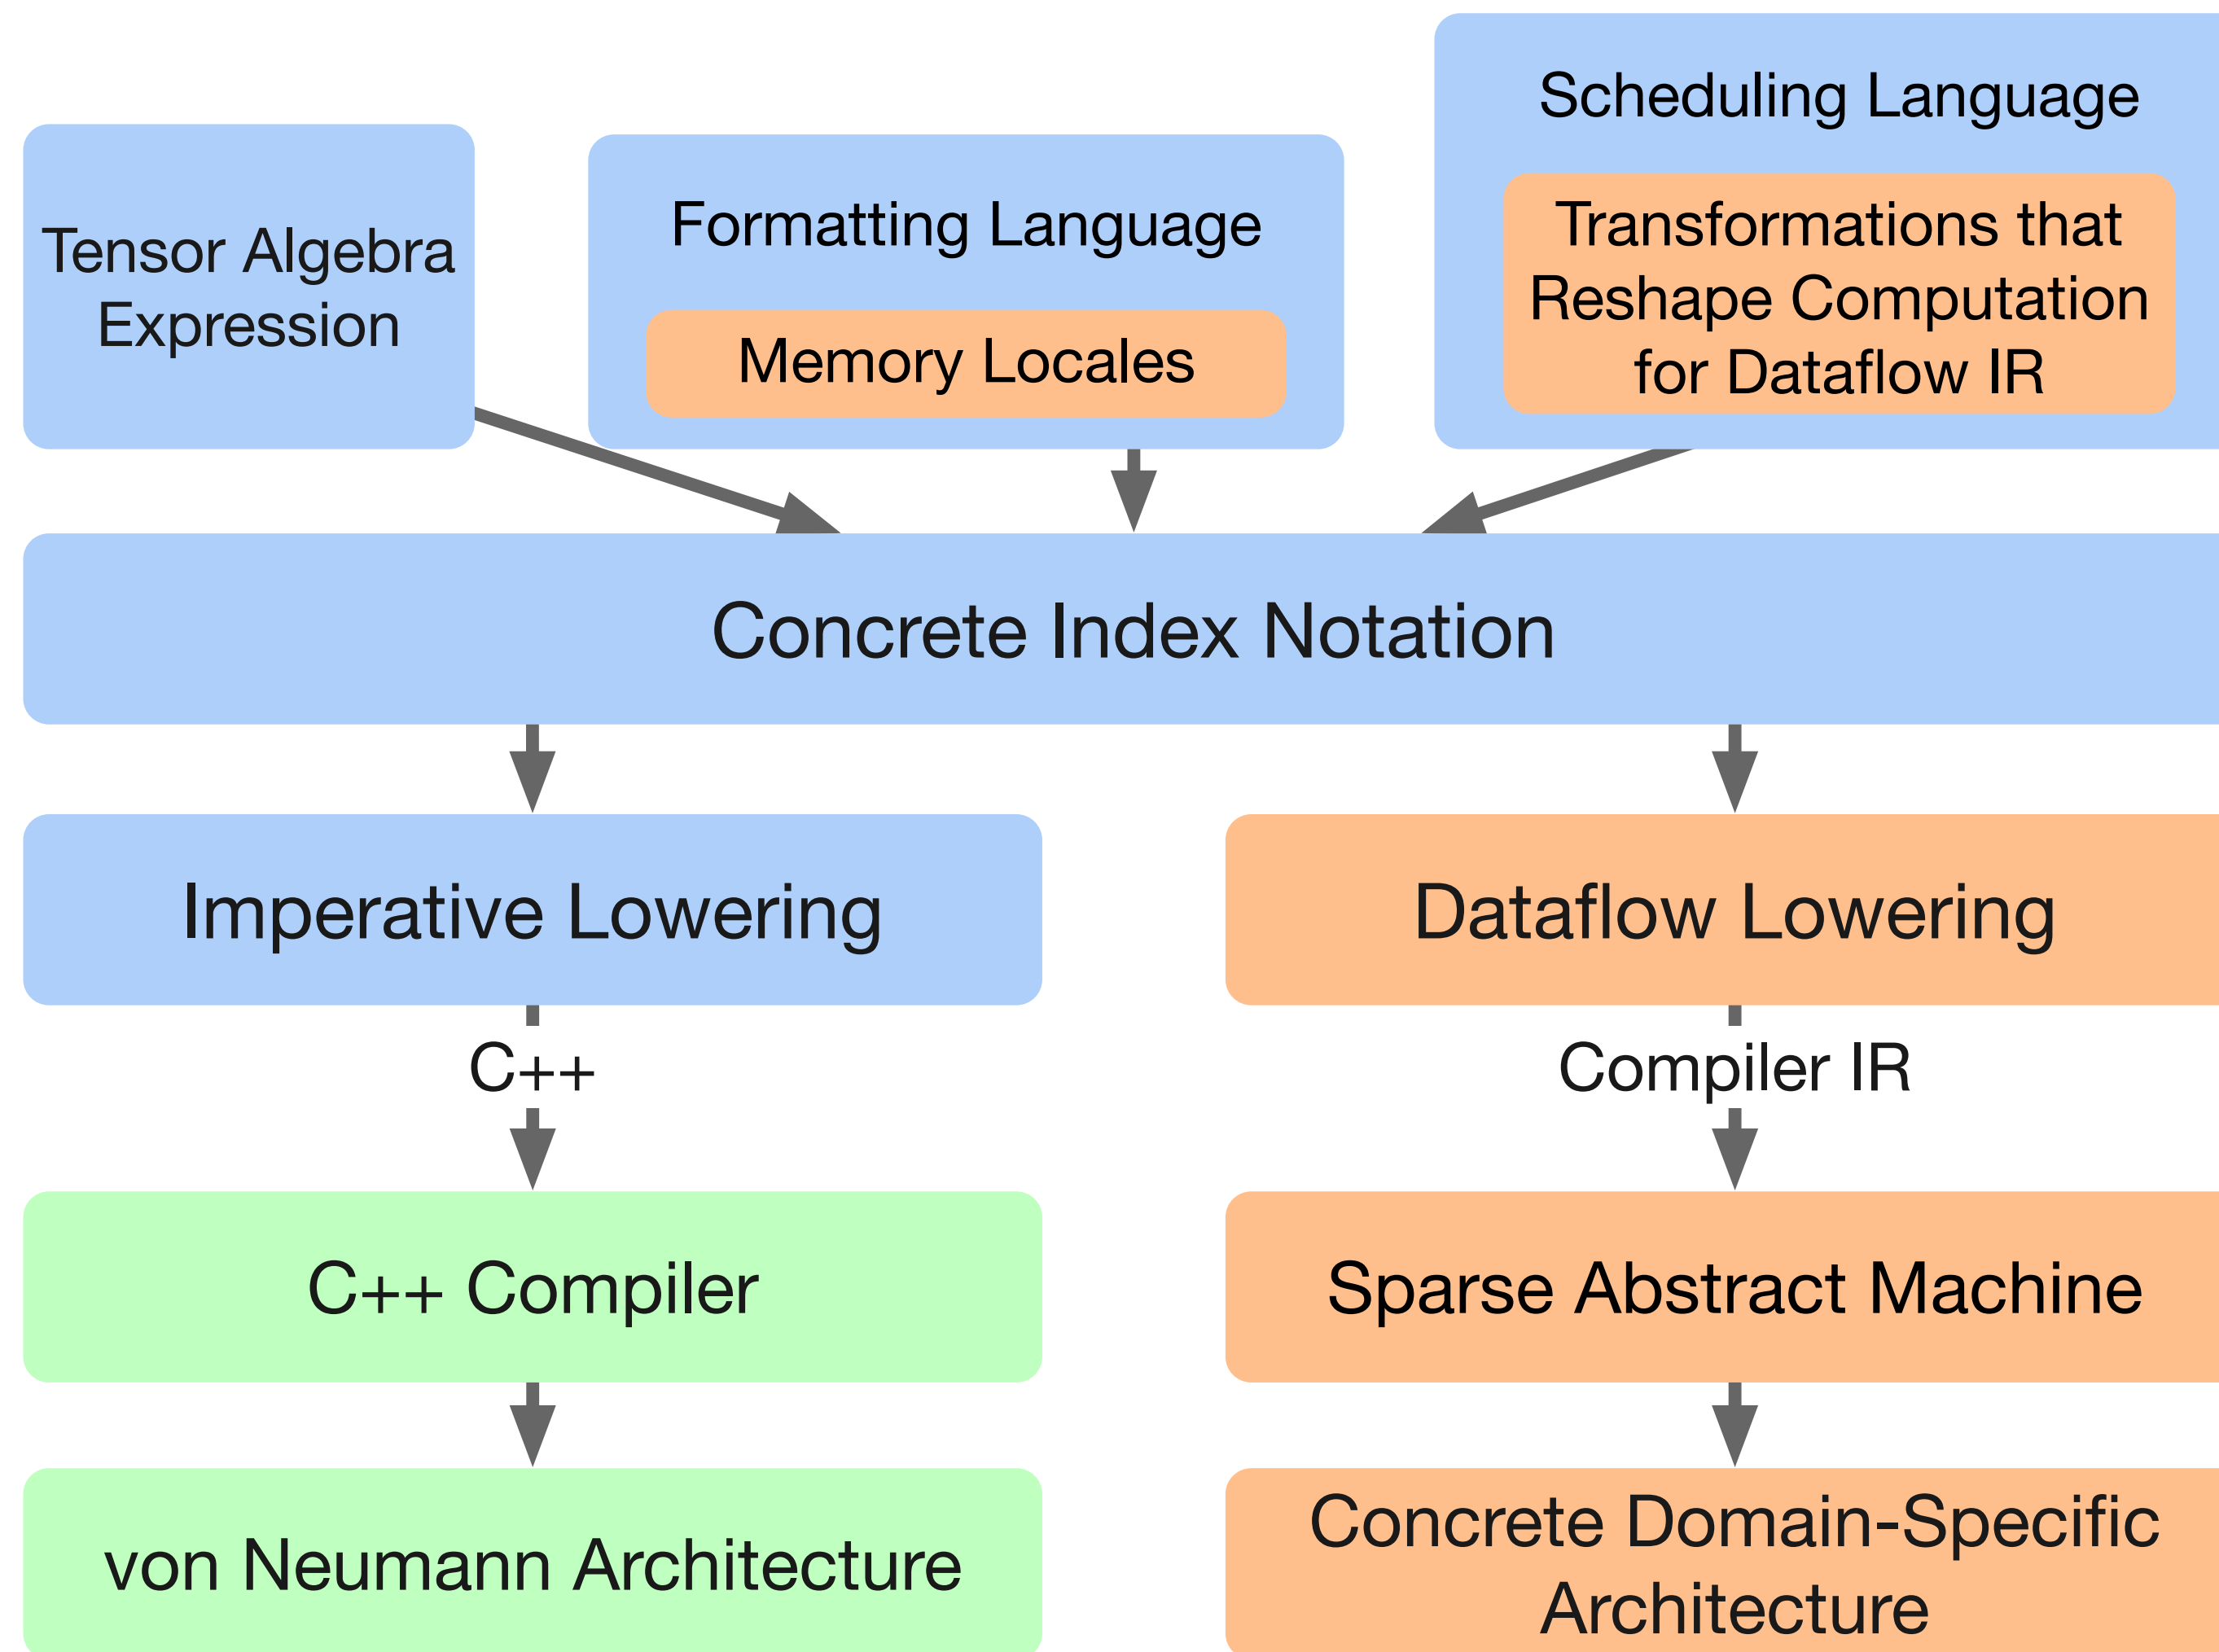 Tensor Algebra
Expression
Formatting Language
Memory Locales
Scheduling Language
Transformations that
Reshape Computation
for Dataflow IR
Concrete Index Notation
Imperative Lowering
Dataflow Lowering
C++
Compiler IR
C++ Compiler
Sparse Abstract Machine
von Neumann Architecture
Concrete Domain-Specific
Architecture